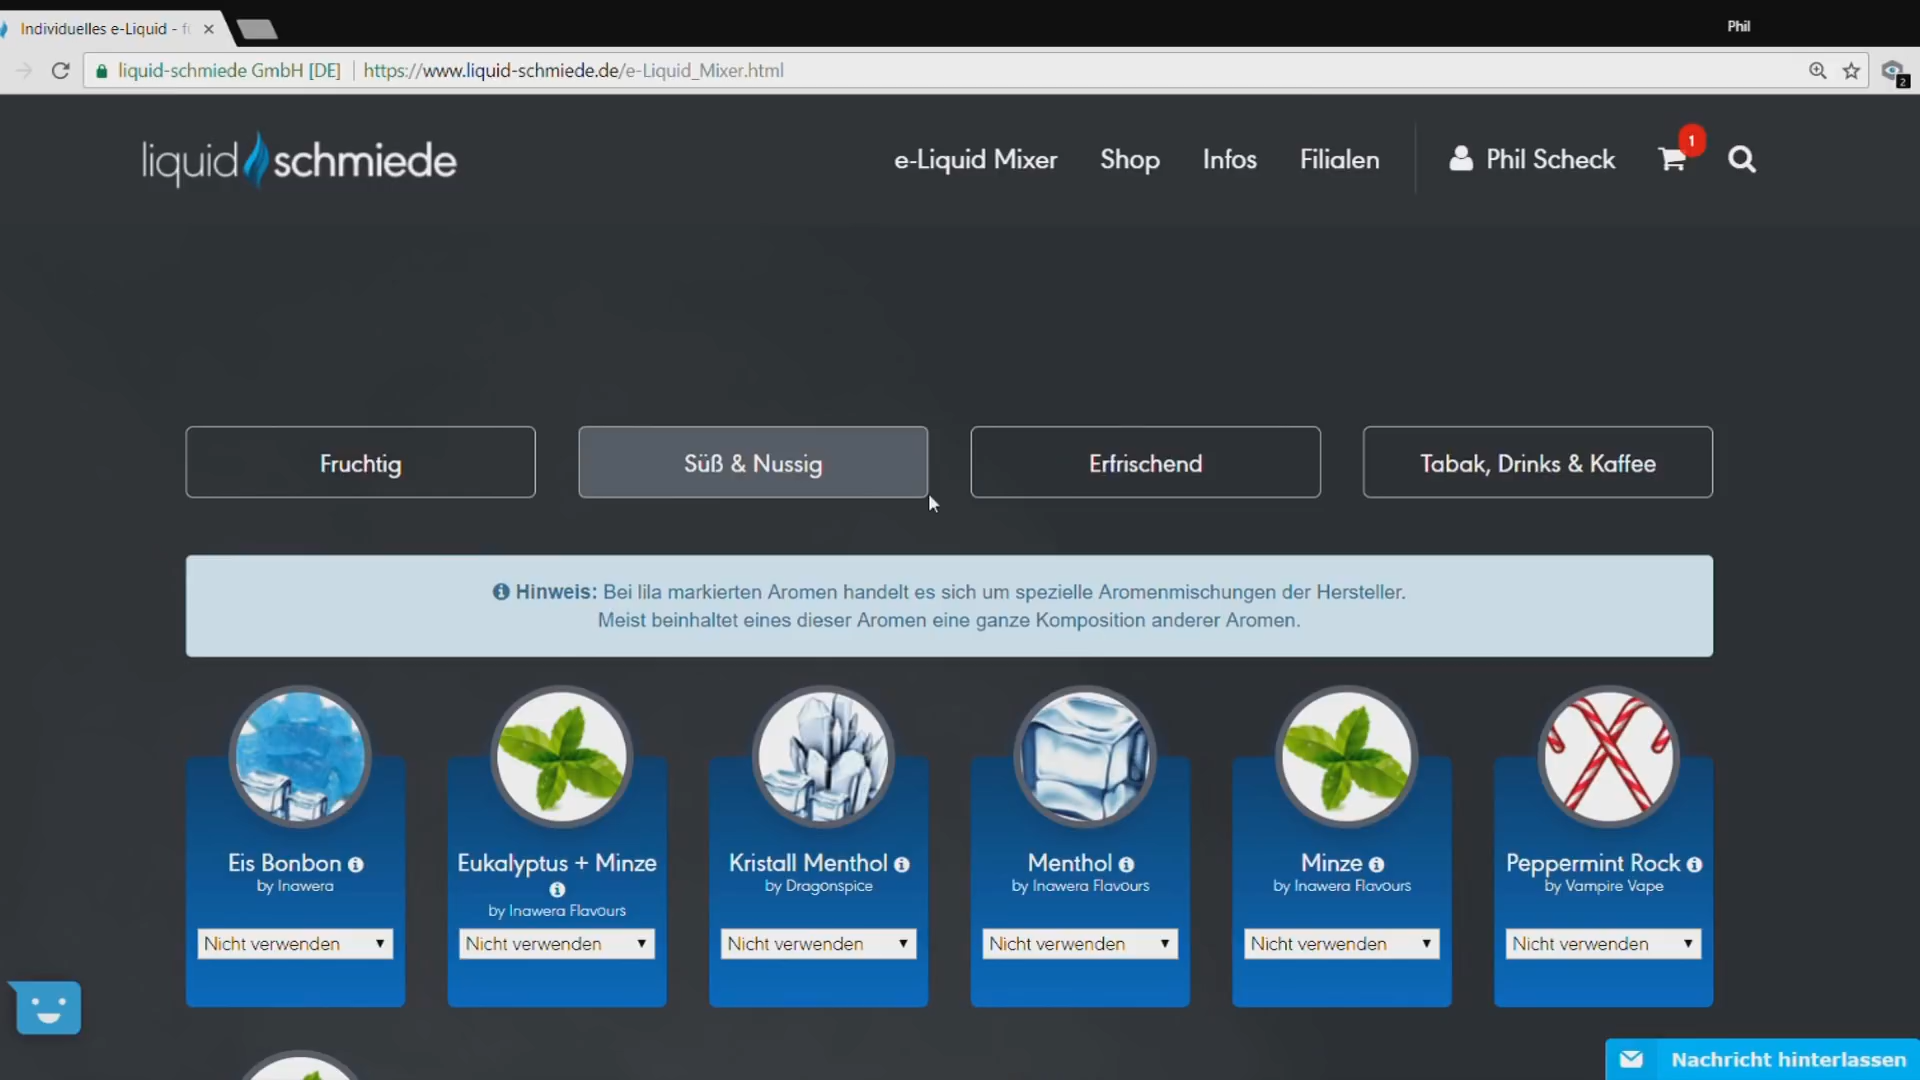 Individuelles e-Liquid - f
Phil
liquid-schmiede GmbH [DE]
https://www.liquid-schmiede.de/e-Liquid_Mixer.html
2
liquid schmiede
e-Liquid Mixer
Shop
Infos
Filialen
Phil Scheck
1
Fruchtig
Süß & Nussig
Erfrischend
Tabak, Drinks & Kaffee
Hinweis: Bei lila markierten Aromen handelt es sich um spezielle Aromenmischungen der Hersteller.
Meist beinhaltet eines dieser Aromen eine ganze Komposition anderer Aromen.
Eis Bonbon
by Inawera
Nicht verwenden
Eukalyptus + Minze
by Inawera Flavours
Nicht verwenden
Kristall Menthol
by Dragonspice
Nicht verwenden
Menthol
by Inawera Flavours
Nicht verwenden
Minze
by Inawera Flavours
Nicht verwenden
Peppermint Rock
by Vampire Vape
Nicht verwenden
Nachricht hinterlassen